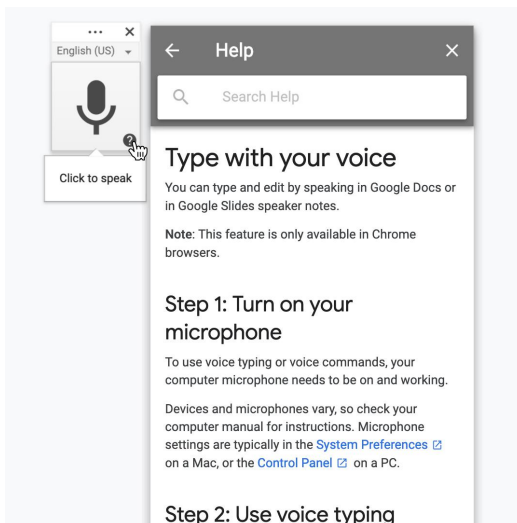 English (US)
?
Click to speak
Help
Search Help
Type with your voice
You can type and edit by speaking in Google Docs or
in Google Slides speaker notes.
Note: This feature is only available in Chrome
browsers.
Step 1: Turn on your
microphone
To use voice typing or voice commands, your
computer microphone needs to be on and working.
Devices and microphones vary, so check your
computer manual for instructions. Microphone
settings are typically in the System Preferences
on a Mac, or the Control Panel on a PC.
Step 2: Use voice typing